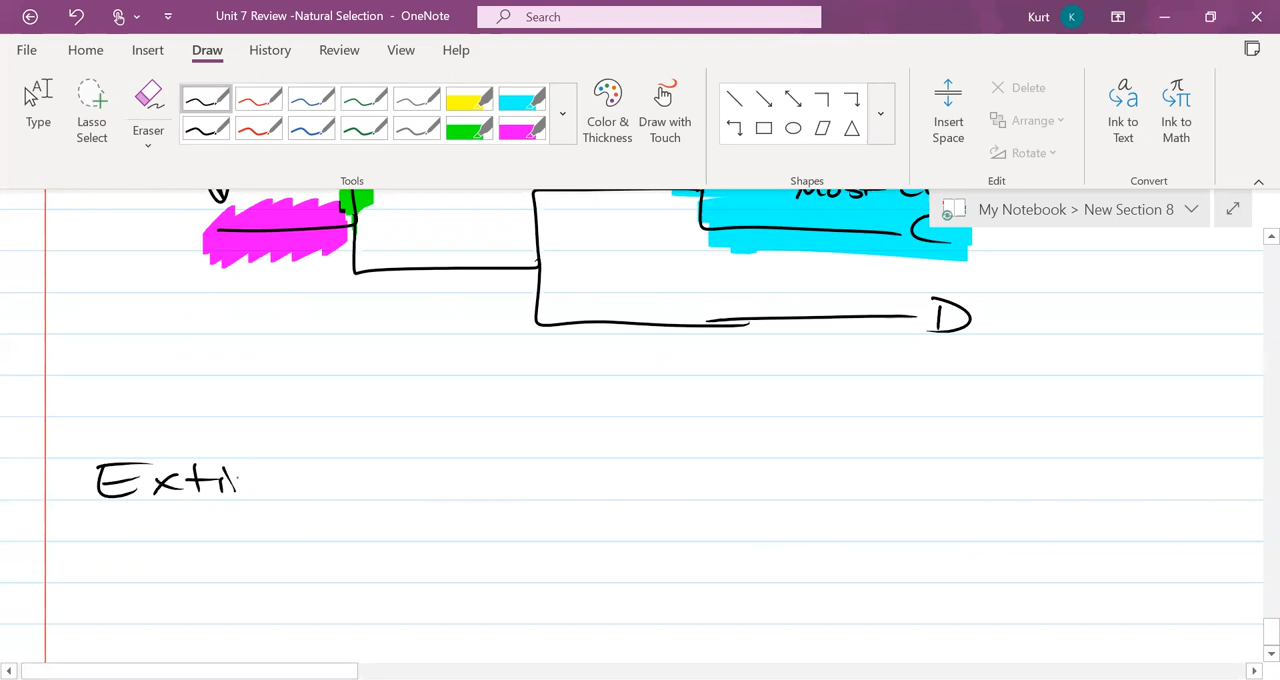 Unit 7 Review -Natural Selection - OneNote
Search
Kurt K
File Home Insert Draw History Review View Help
Type
Lasso Select
Eraser
Color & Thickness
Draw with Touch
Insert Space
Delete
Arrange
Rotate
Ink to Text
Ink to Math
Tools Shapes Edit Convert
My Notebook > New Section 8
C
D
Exti